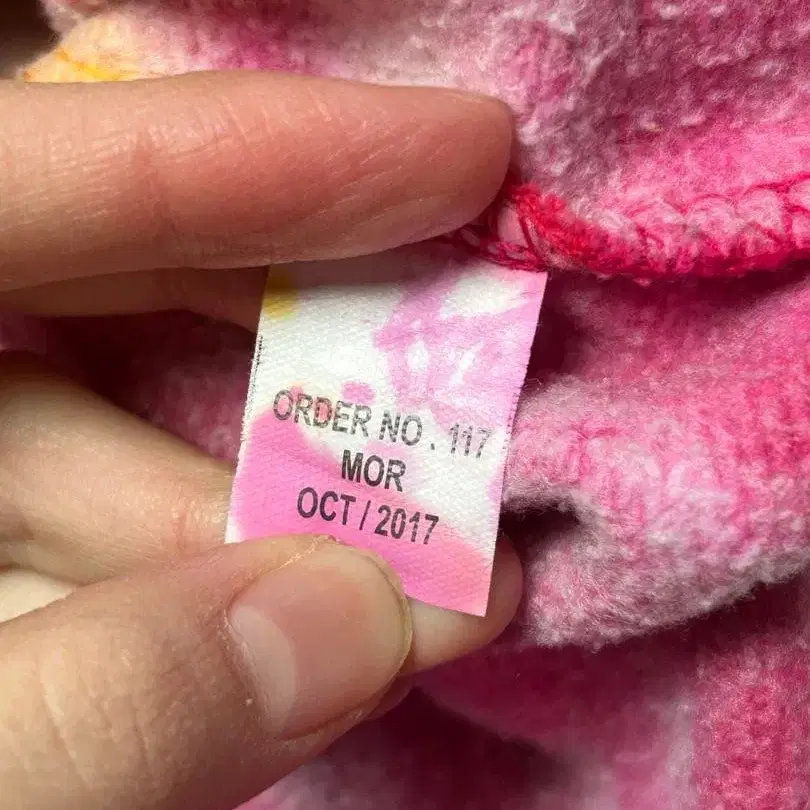 ORDER NO. 117
MOR
OCT / 2017